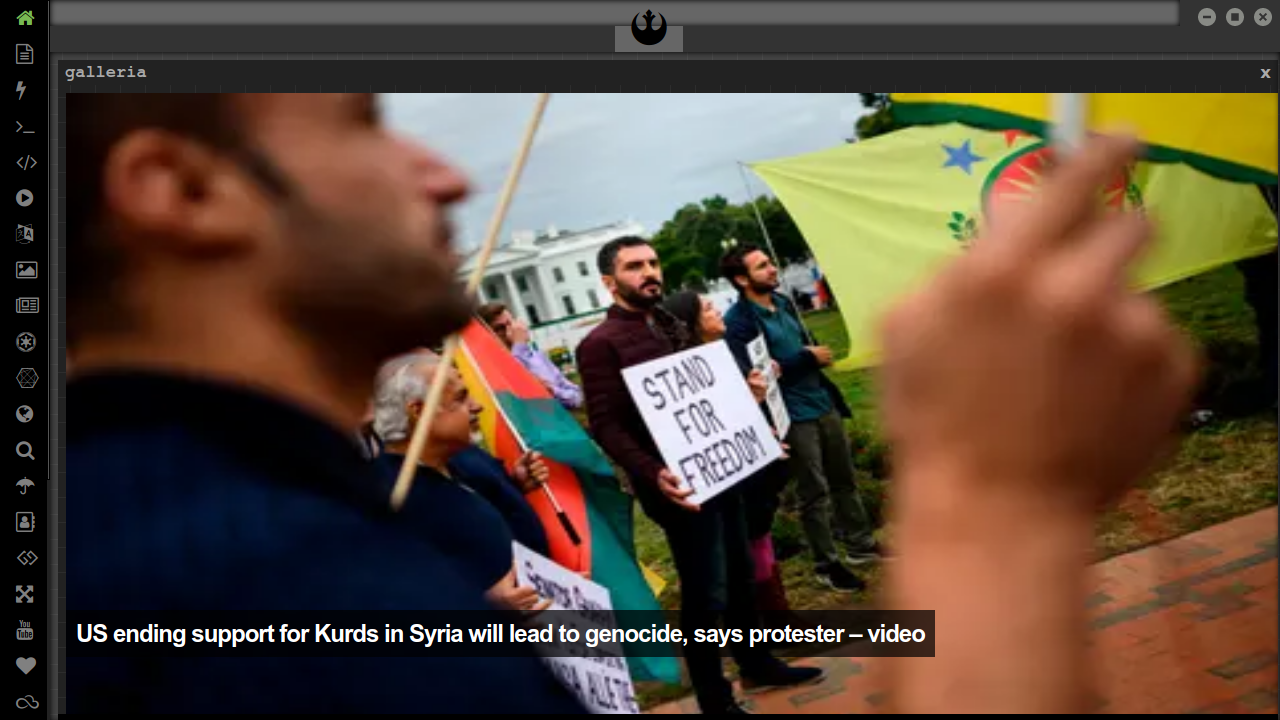 galleria
x
STAND
FOR
FREEDOM
US ending support for Kurds in Syria will lead to genocide, says protester – video
You
Tube